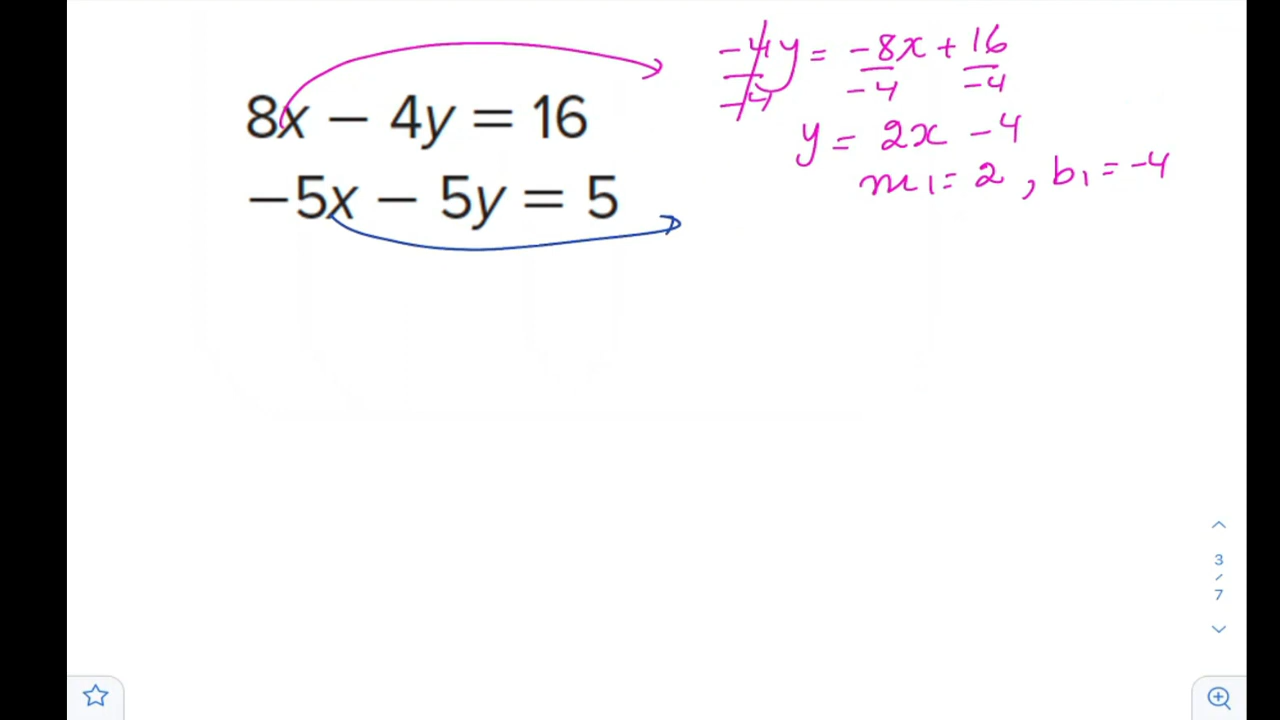 8x − 4y = 16
−5x − 5y = 5
-4y = -8x + 16
-4 -4 -4
y = 2x - 4
m1 = 2 , b1 = -4
3
/
7